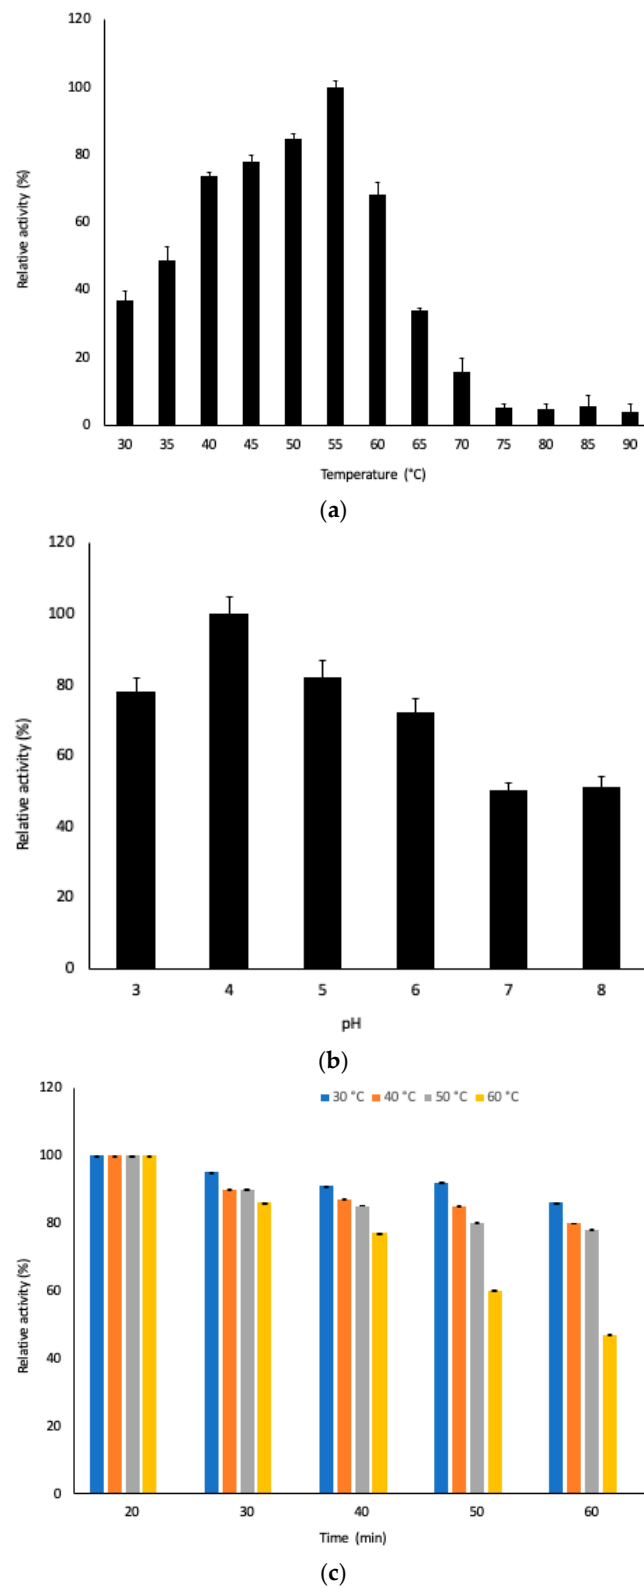 120
100
80
60
40
20
0
Relative activity (%)
30 35 40 45 50 55 60 65 70 75 80 85 90
Temperature (°C)
(a)
120
100
80
60
40
20
0
Relative activity (%)
3 4 5 6 7 8
pH
(b)
30 °C 40 °C 50 °C 60 °C
120
100
80
60
40
20
0
Relative activity (%)
20 30 40 50 60
Time (min)
(c)